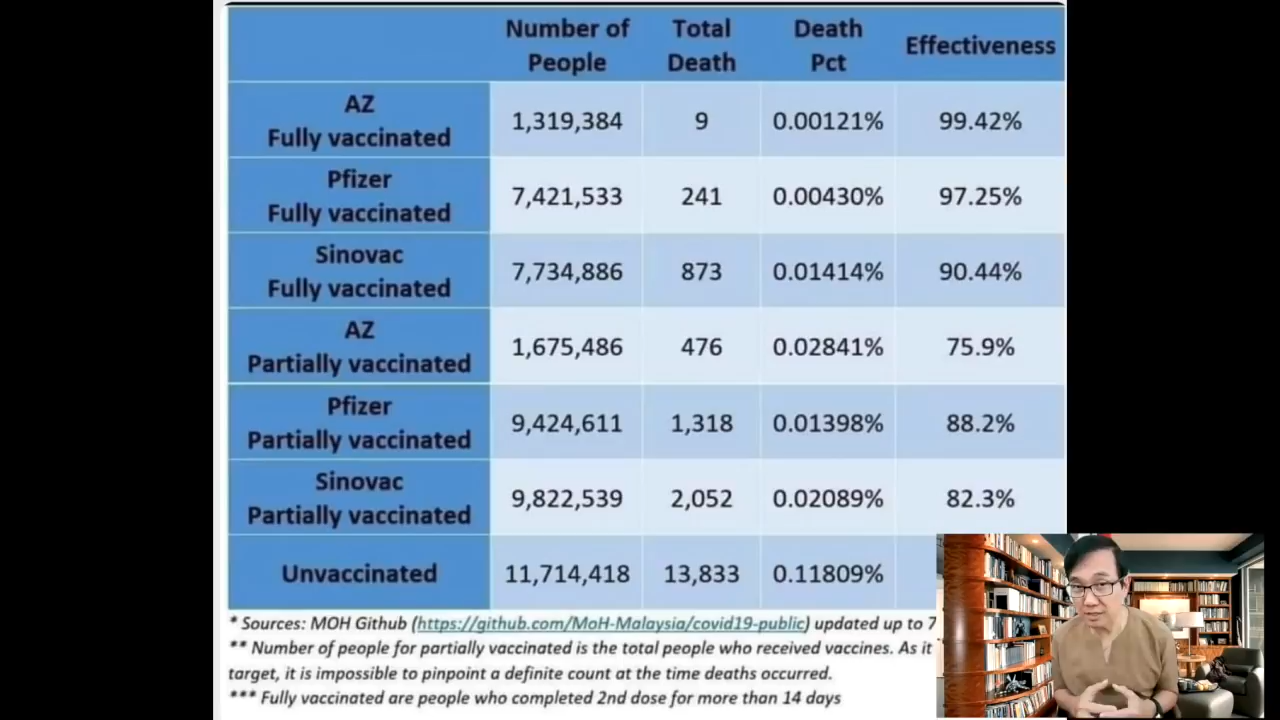 Number of People Total Death Death Pct Effectiveness
AZ Fully vaccinated 1,319,384 9 0.00121% 99.42%
Pfizer Fully vaccinated 7,421,533 241 0.00430% 97.25%
Sinovac Fully vaccinated 7,734,886 873 0.01414% 90.44%
AZ Partially vaccinated 1,675,486 476 0.02841% 75.9%
Pfizer Partially vaccinated 9,424,611 1,318 0.01398% 88.2%
Sinovac Partially vaccinated 9,822,539 2,052 0.02089% 82.3%
Unvaccinated 11,714,418 13,833 0.11809%
* Sources: MOH Github (https://github.com/MoH-Malaysia/covid19-public) updated up to 7
** Number of people for partially vaccinated is the total people who received vaccines. As it
target, it is impossible to pinpoint a definite count at the time deaths occurred.
*** Fully vaccinated are people who completed 2nd dose for more than 14 days